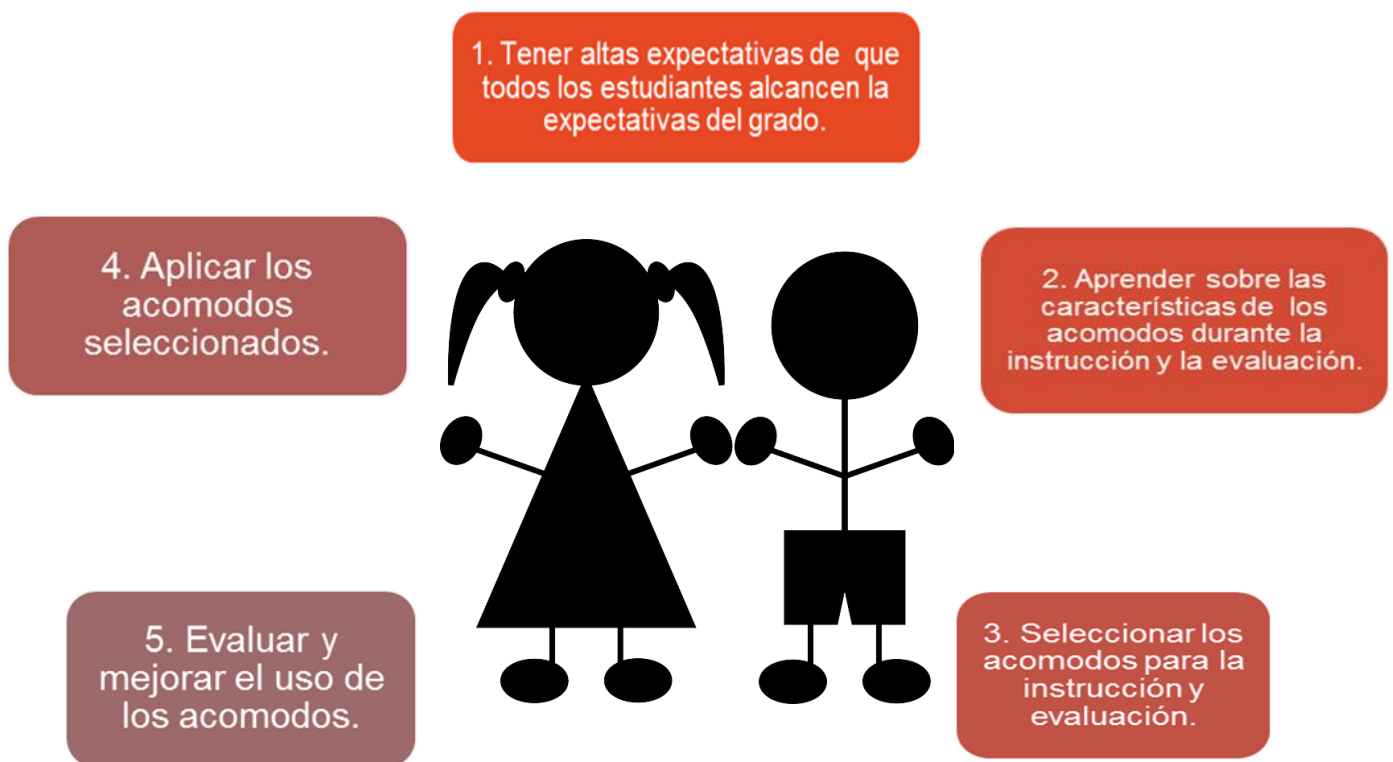 1. Tener altas expectativas de que
todos los estudiantes alcancen la
expectativas del grado.
2. Aprender sobre las
características de los
acomodos durante la
instrucción y la evaluación.
3. Seleccionar los
acomodos para la
instrucción y
evaluación.
4. Aplicar los
acomodos
seleccionados.
5. Evaluar y
mejorar el uso de
los acomodos.